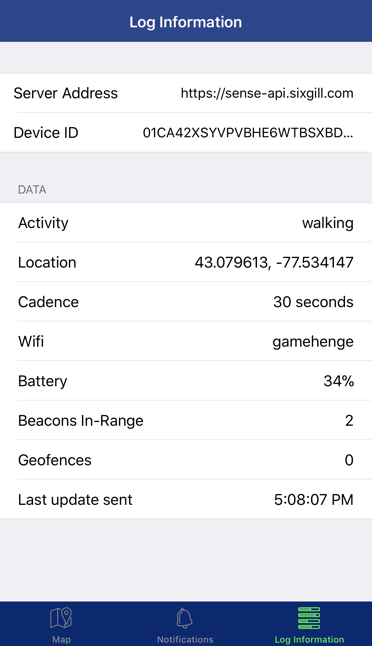 Log Information
Server Address https://sense-api.sixgill.com
Device ID 01CA42XSYVPVBHE6WTBSXBD...
DATA
Activity walking
Location 43.079613, -77.534147
Cadence 30 seconds
Wifi gamehenge
Battery 34%
Beacons In-Range 2
Geofences 0
Last update sent 5:08:07 PM
Map Notifications Log Information